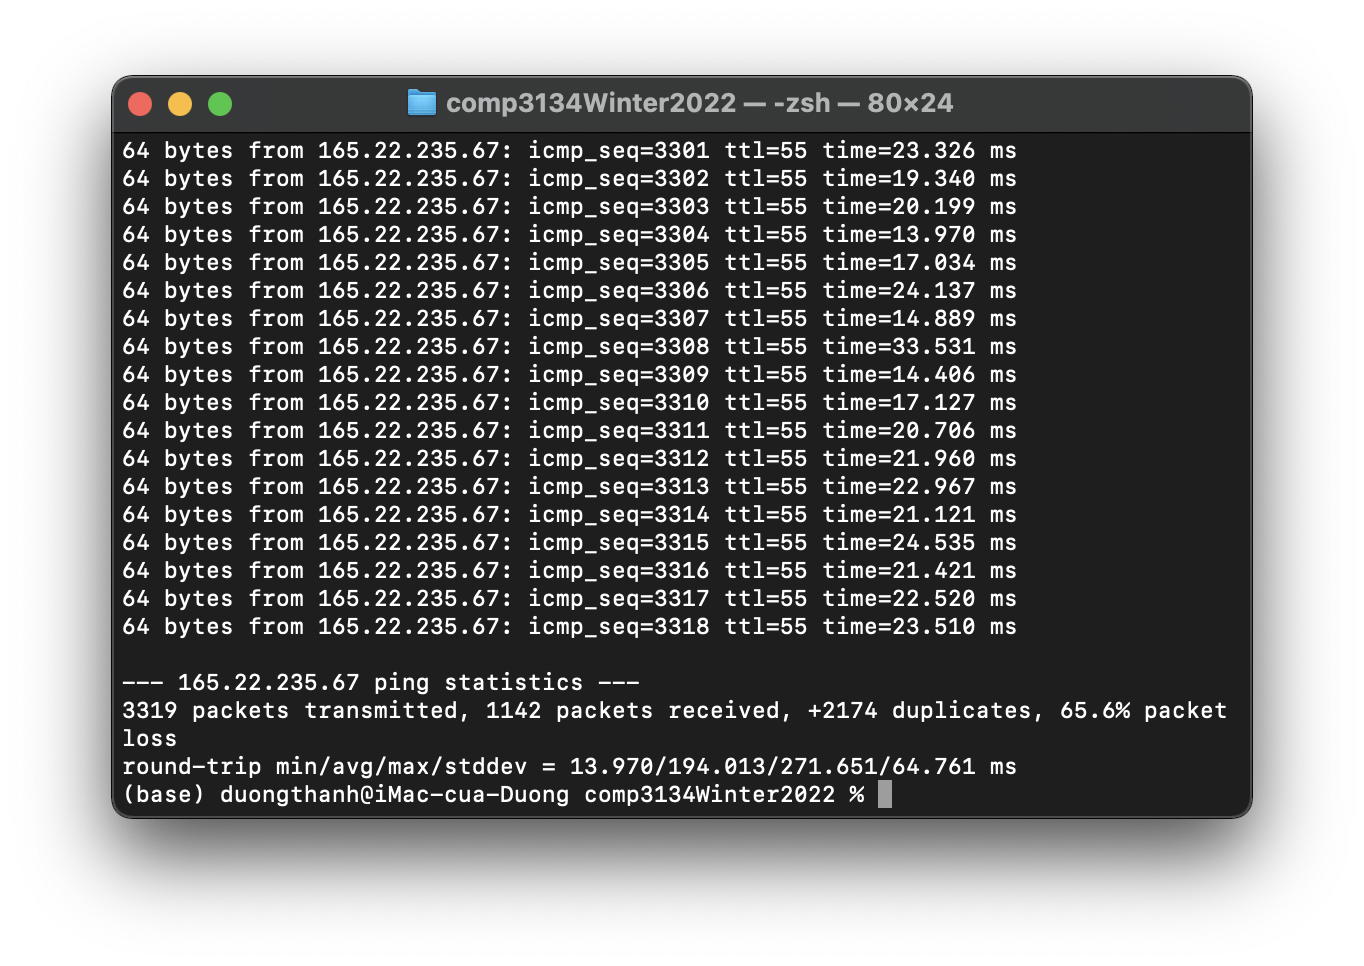 comp3134Winter2022 — -zsh — 80×24
64 bytes from 165.22.235.67: icmp_seq=3301 ttl=55 time=23.326 ms
64 bytes from 165.22.235.67: icmp_seq=3302 ttl=55 time=19.340 ms
64 bytes from 165.22.235.67: icmp_seq=3303 ttl=55 time=20.199 ms
64 bytes from 165.22.235.67: icmp_seq=3304 ttl=55 time=13.970 ms
64 bytes from 165.22.235.67: icmp_seq=3305 ttl=55 time=17.034 ms
64 bytes from 165.22.235.67: icmp_seq=3306 ttl=55 time=24.137 ms
64 bytes from 165.22.235.67: icmp_seq=3307 ttl=55 time=14.889 ms
64 bytes from 165.22.235.67: icmp_seq=3308 ttl=55 time=33.531 ms
64 bytes from 165.22.235.67: icmp_seq=3309 ttl=55 time=14.406 ms
64 bytes from 165.22.235.67: icmp_seq=3310 ttl=55 time=17.127 ms
64 bytes from 165.22.235.67: icmp_seq=3311 ttl=55 time=20.706 ms
64 bytes from 165.22.235.67: icmp_seq=3312 ttl=55 time=21.960 ms
64 bytes from 165.22.235.67: icmp_seq=3313 ttl=55 time=22.967 ms
64 bytes from 165.22.235.67: icmp_seq=3314 ttl=55 time=21.121 ms
64 bytes from 165.22.235.67: icmp_seq=3315 ttl=55 time=24.535 ms
64 bytes from 165.22.235.67: icmp_seq=3316 ttl=55 time=21.421 ms
64 bytes from 165.22.235.67: icmp_seq=3317 ttl=55 time=22.520 ms
64 bytes from 165.22.235.67: icmp_seq=3318 ttl=55 time=23.510 ms
--- 165.22.235.67 ping statistics ---
3319 packets transmitted, 1142 packets received, +2174 duplicates, 65.6% packet
loss
round-trip min/avg/max/stddev = 13.970/194.013/271.651/64.761 ms
(base) duongthanh@iMac-cua-Duong comp3134Winter2022 %